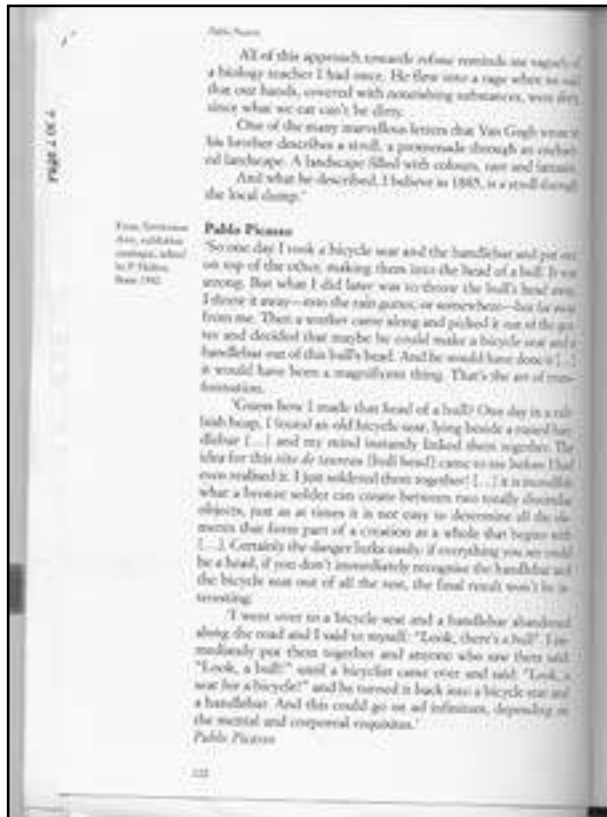 Pablo Picasso
All of this approach towards refuse reminds me vaguely of
a biology teacher I had once. He flew into a rage when we said
that our hands, covered with nourishing substances, were dirty
since what we eat can't be dirty.
One of the many marvellous letters that Van Gogh wrote
his brother describes a stroll, a promenade through an
ed landscape. A landscape filled with colours, rare and fantastic
And what he described, I believe in 1885, is a stroll through
the local dump.'
Page 2 of 2
From
exhibition
catalogue, edited
by P.
Rome 1992.
Pablo Picasso
'So one day I took a bicycle seat and the handlebar and put one
on top of the other, making them into the head of a bull. It was
strong. But what I did later was to throw the bull's head away.
I threw it away—into the rain gutter, or somewhere—but far away
from me. Then a worker came along and picked it out of the gut-
ter and decided that maybe he could make a bicycle seat and a
handlebar out of this bull's head. And he would have done it [...]
it would have been a magnificent thing. That's the art of trans-
formation.
'Guess how I made that head of a bull? One day in a rub-
bish heap, I found an old bicycle seat, lying beside a rusted han-
dlebar [...] and my mind instantly linked them together. The
idea for this tête de taureau [bull head] came to me before I had
even realised it. I just soldered them together! [...] it is incredible
what a bronze solder can create between two totally dissimilar
objects, just as at times it is not easy to determine all the ele-
ments that form part of a creation as a whole that begins with
[...]. Certainly the danger lurks easily: if everything you see could
be a head, if you don't immediately recognise the handlebar and
the bicycle seat out of all the rest, the final result won't be in-
teresting.
'I went over to a bicycle seat and a handlebar abandoned
along the road and I said to myself: "Look, there's a bull". I im-
mediately put them together and anyone who saw them said:
"Look, a bull!" until a bicyclist came over and said: "Look, a
seat for a bicycle!" and he turned it back into a bicycle seat and
a handlebar. And this could go on ad infinitum, depending on
the mental and corporeal requisites.'
Pablo Picasso